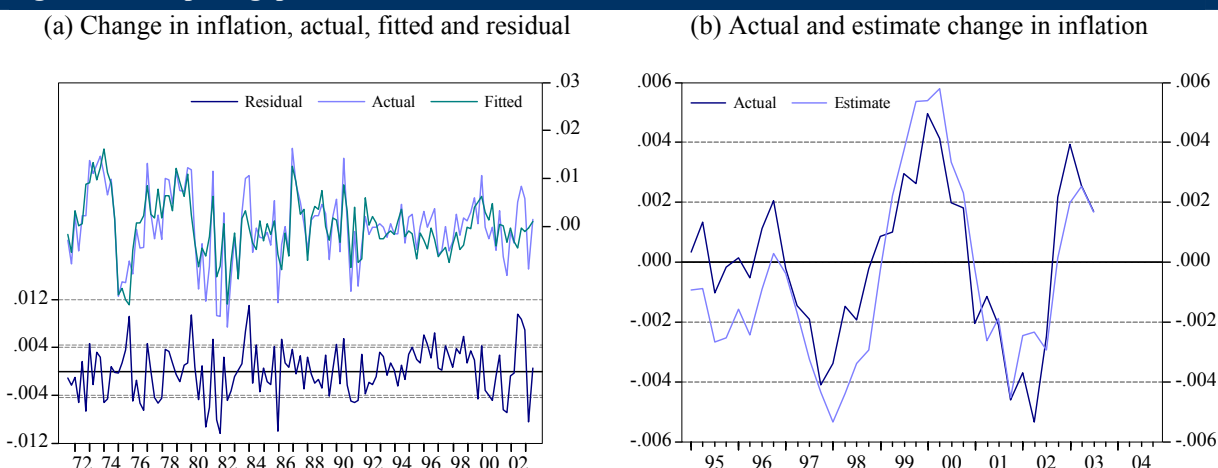 (a) Change in inflation, actual, fitted and residual
Residual Actual Fitted
.03
.02
.01
.00
.012
.004
-.004
-.012
72 74 76 78 80 82 84 86 88 90 92 94 96 98 00 02
(b) Actual and estimate change in inflation
Actual Estimate
.006 .006
.004 .004
.002 .002
.000 .000
-.002 -.002
-.004 -.004
-.006 -.006
95 96 97 98 99 00 01 02 03 04